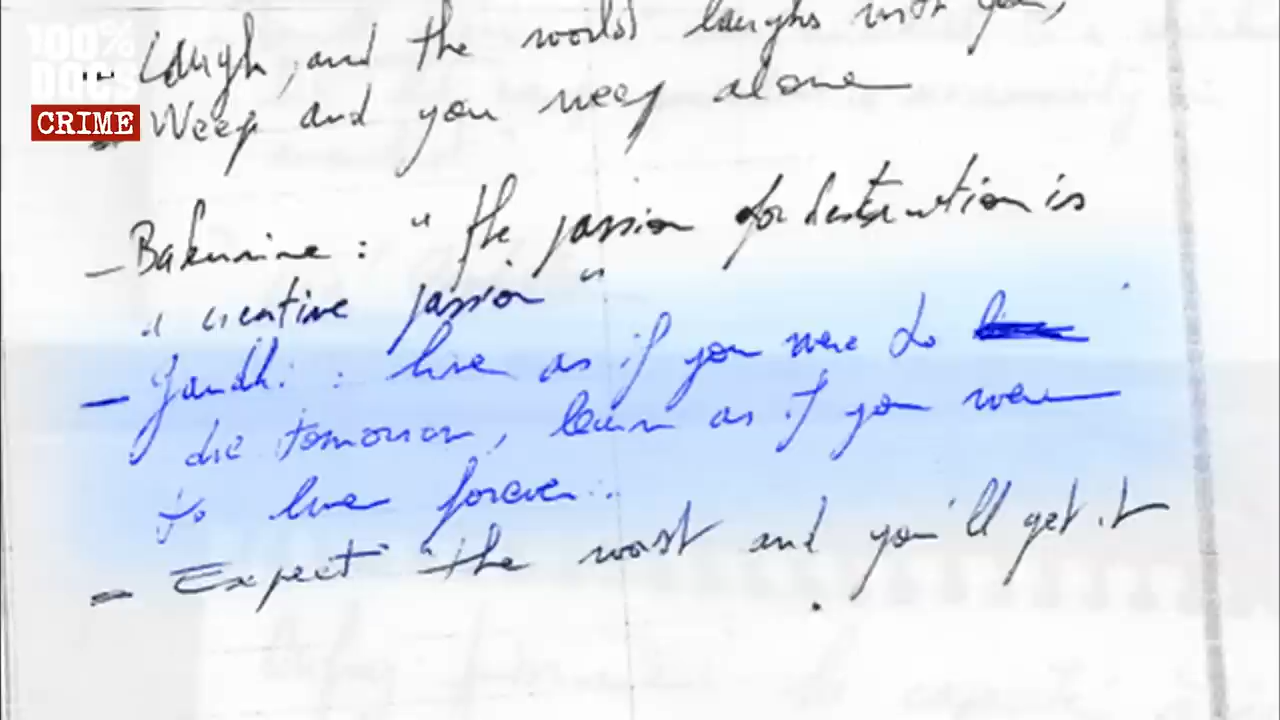 100%
DOCS
CRIME
Laugh, and the world laughs with you,
Weep and you weep alone
– Bakunine : " the passion for destruction is
a creative passion "
– Gandhi : live as if you were to
die tomorrow, learn as if you were
to live forever.
– Expect the worst and you'll get it